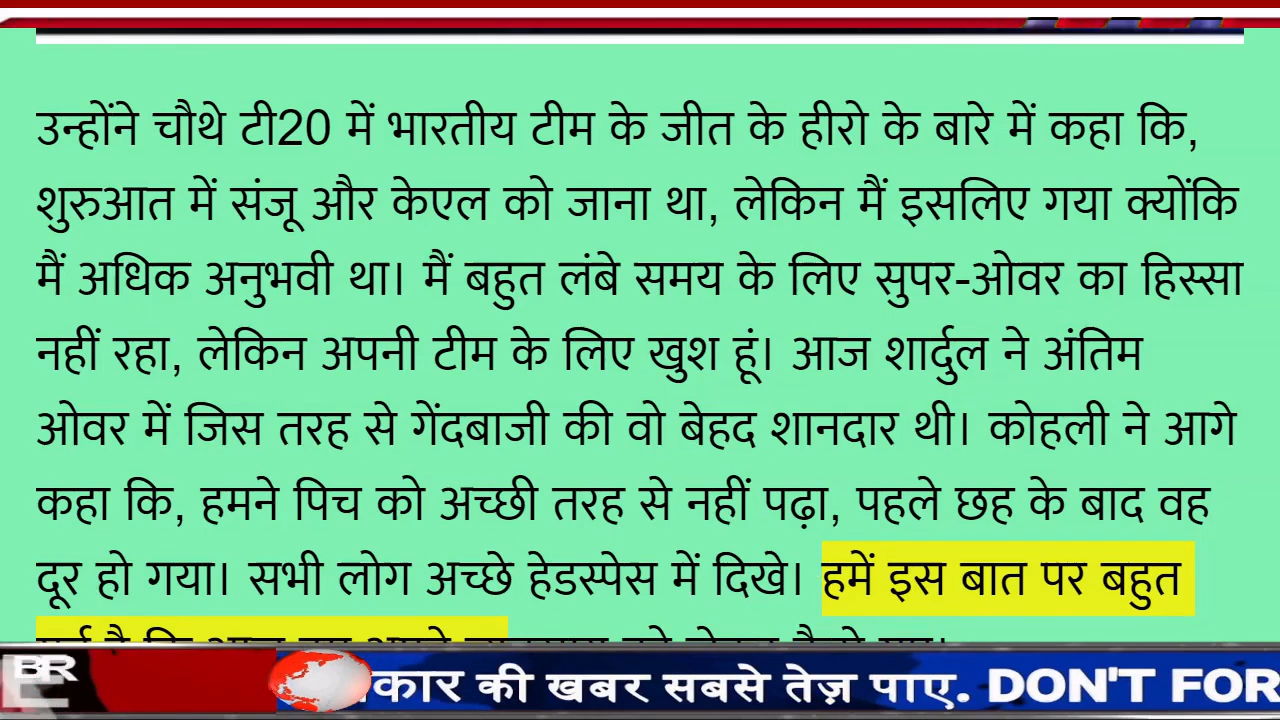 उन्होंने चौथे टी20 में भारतीय टीम के जीत के हीरो के बारे में कहा कि,
शुरुआत में संजू और केएल को जाना था, लेकिन मैं इसलिए गया क्योंकि
मैं अधिक अनुभवी था। मैं बहुत लंबे समय के लिए सुपर-ओवर का हिस्सा
नहीं रहा, लेकिन अपनी टीम के लिए खुश हूं। आज शार्दुल ने अंतिम
ओवर में जिस तरह से गेंदबाजी की वो बेहद शानदार थी। कोहली ने आगे
कहा कि, हमने पिच को अच्छी तरह से नहीं पढ़ा, पहले छह के बाद वह
दूर हो गया। सभी लोग अच्छे हेडस्पेस में दिखे। हमें इस बात पर बहुत
BR
कार की खबर सबसे तेज़ पाए. DON'T FOR